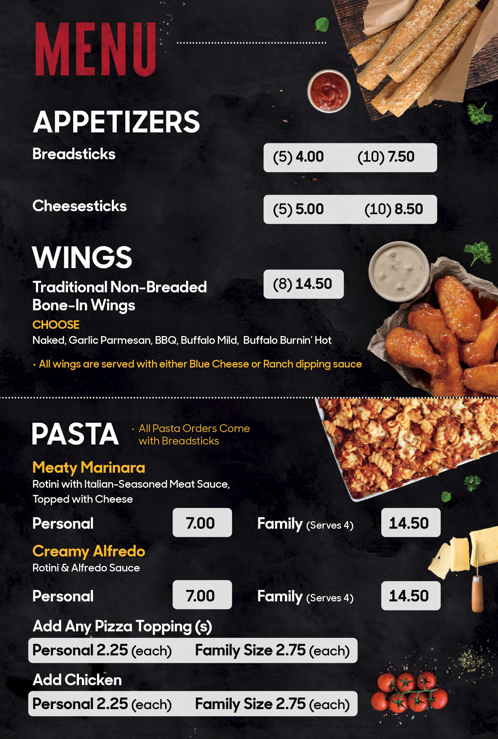 MENU
APPETIZERS
Breadsticks
(5) 4.00 (10) 7.50
Cheesesticks
(5) 5.00 (10) 8.50
WINGS
Traditional Non-Breaded
Bone-In Wings
(8) 14.50
CHOOSE
Naked, Garlic Parmesan, BBQ, Buffalo Mild, Buffalo Burnin' Hot
· All wings are served with either Blue Cheese or Ranch dipping sauce
PASTA
· All Pasta Orders Come
with Breadsticks
Meaty Marinara
Rotini with Italian-Seasoned Meat Sauce,
Topped with Cheese
Personal 7.00 Family (Serves 4) 14.50
Creamy Alfredo
Rotini & Alfredo Sauce
Personal 7.00 Family (Serves 4) 14.50
Add Any Pizza Topping (s)
Personal 2.25 (each) Family Size 2.75 (each)
Add Chicken
Personal 2.25 (each) Family Size 2.75 (each)